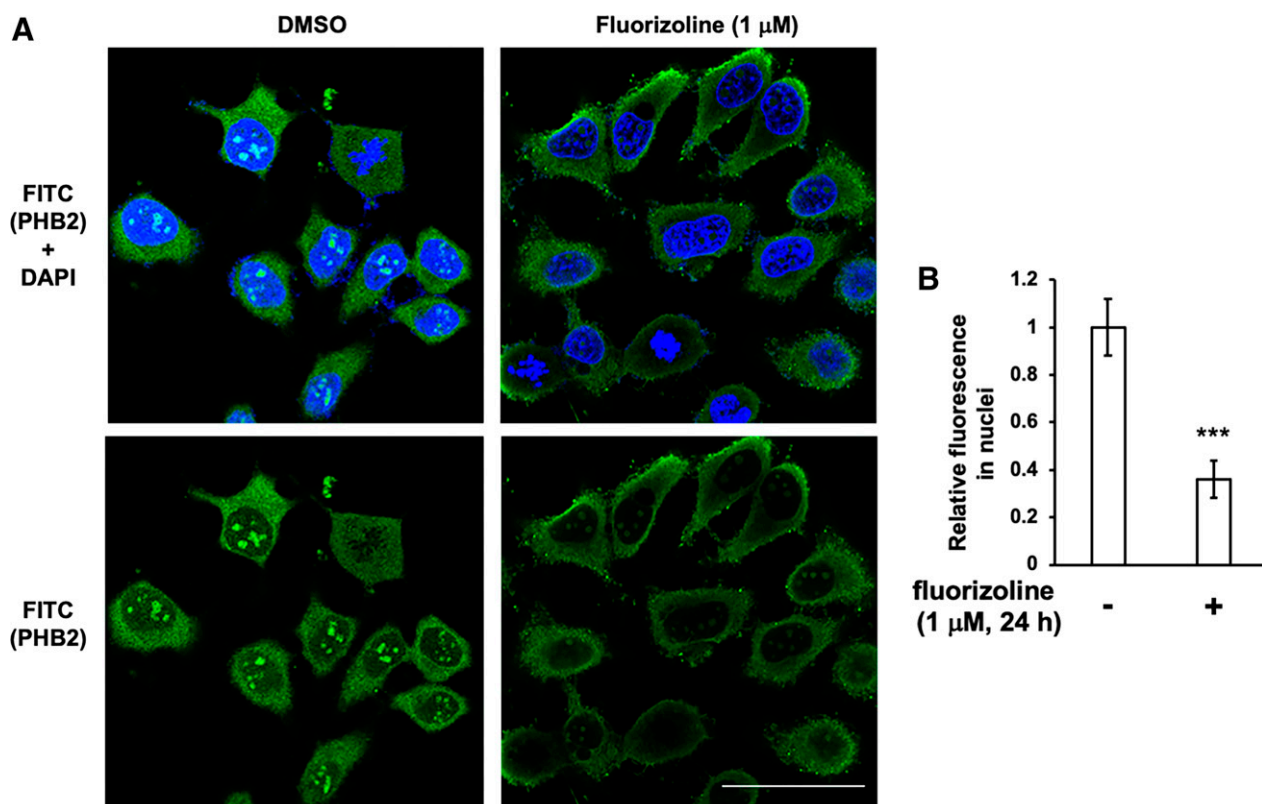 A
DMSO
Fluorizoline (1 μM)
FITC
(PHB2)
+
DAPI
FITC
(PHB2)
B
Relative fluorescence
in nuclei
1.2
1
0.8
0.6
0.4
0.2
0
***
fluorizoline
(1 μM, 24 h)
-
+